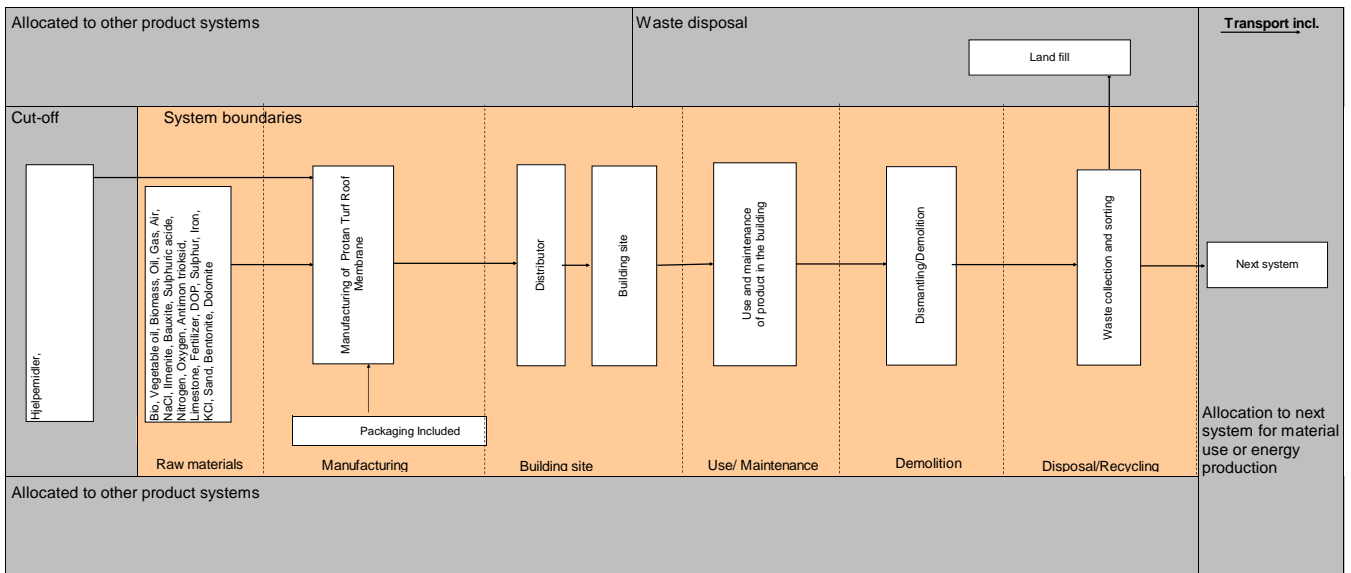 Allocated to other product systems
Waste disposal
Transport incl.
Land fill
Cut-off
System boundaries
Hjelpemidler,
Bio, Vegetable oil, Biomass, Oil, Gas, Air,
NaCl, Ilmenite, Bauxite, Sulphuric acide,
Nitrogen, Oxygen, Antimon trioksid,
Limestone, Fertilizer, DOP, Sulphur, Iron,
KCl, Sand, Bentonite, Dolomite
Manufacturing of Protan Turf Roof
Membrane
Distributor
Building site
Use and maintenance
of product in the building
Dismantling/Demolition
Waste collection and sorting
Next system
Packaging Included
Raw materials
Manufacturing
Building site
Use/ Maintenance
Demolition
Disposal/Recycling
Allocation to next
system for material
use or energy
production
Allocated to other product systems